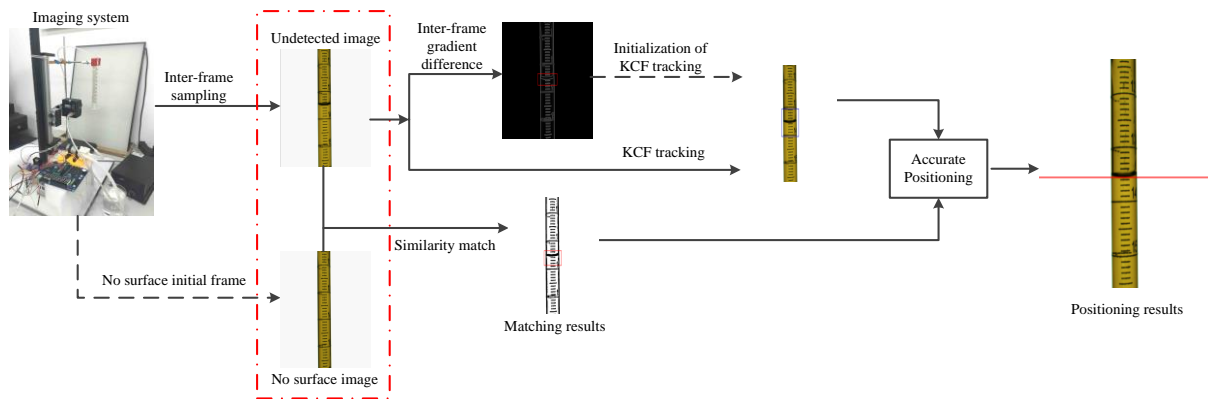 Imaging system
Inter-frame
sampling
No surface initial frame
Undetected image
No surface image
Inter-frame
gradient
difference
Initialization of
KCF tracking
KCF tracking
Similarity match
Matching results
Accurate
Positioning
Positioning results